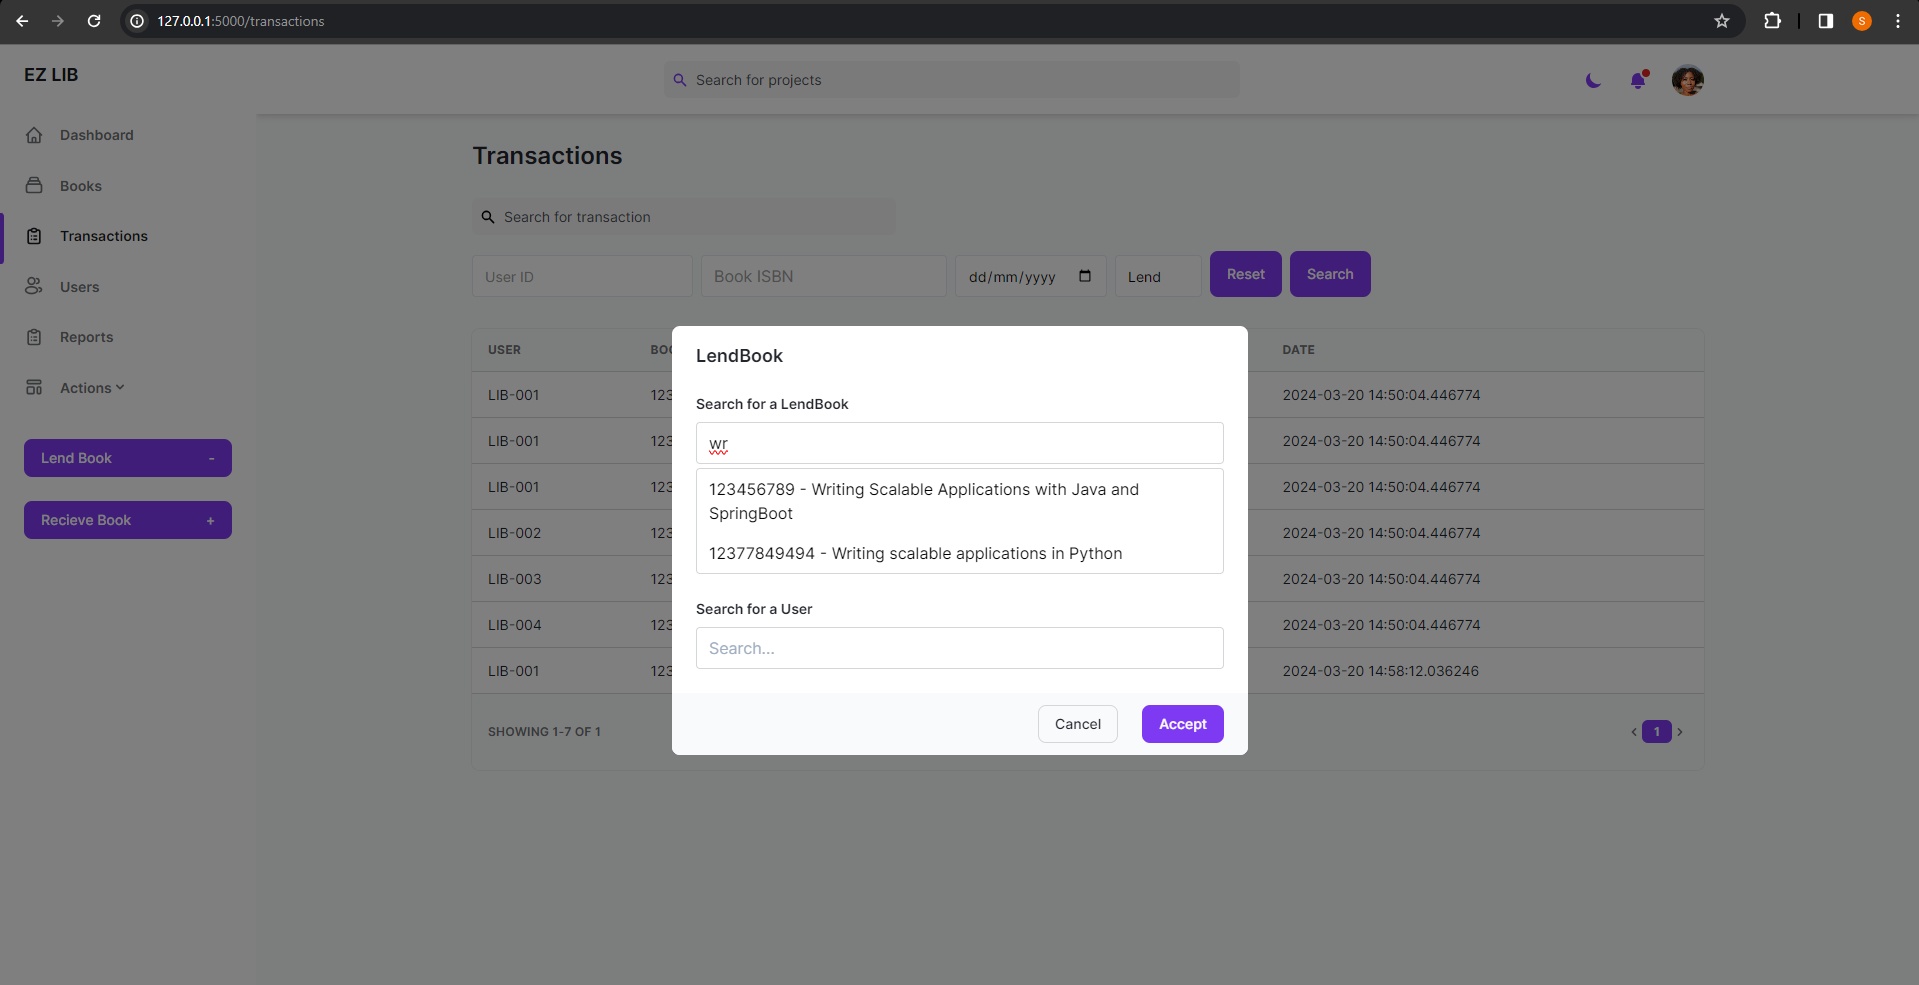 127.0.0.1:5000/transactions
S
EZ LIB
Search for projects
Dashboard
Books
Transactions
Users
Reports
Actions
Lend Book -
Recieve Book +
Transactions
Search for transaction
User ID Book ISBN dd/mm/yyyy Lend Reset Search
USER BOO DATE
LIB-001 123 2024-03-20 14:50:04.446774
LIB-001 123 2024-03-20 14:50:04.446774
LIB-001 123 2024-03-20 14:50:04.446774
LIB-002 123 2024-03-20 14:50:04.446774
LIB-003 123 2024-03-20 14:50:04.446774
LIB-004 123 2024-03-20 14:50:04.446774
LIB-001 123 2024-03-20 14:58:12.036246
SHOWING 1-7 OF 1 < 1 >
LendBook
Search for a LendBook
wr
123456789 - Writing Scalable Applications with Java and
SpringBoot
12377849494 - Writing scalable applications in Python
Search for a User
Search...
Cancel Accept